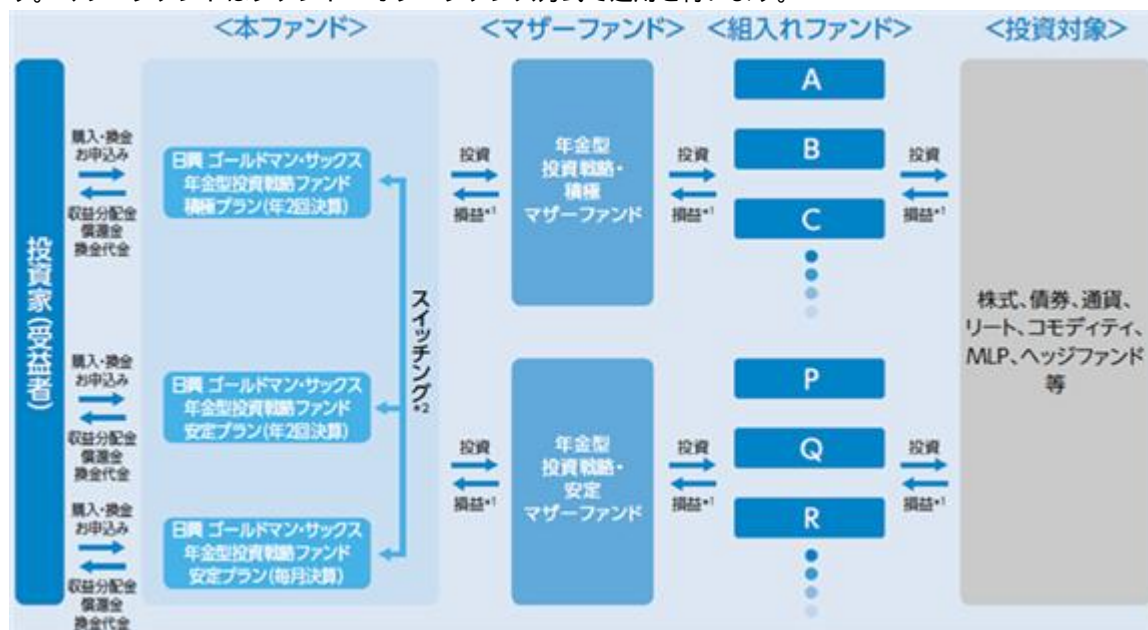 ＜本ファンド＞
＜マザーファンド＞
＜組入れファンド＞
＜投資対象＞
投資家(受益者)
購入・換金
お申込み
収益分配金
償還金
換金代金
日興 ゴールドマン・サックス
年金型投資戦略ファンド
積極プラン(年2回決算)
購入・換金
お申込み
収益分配金
償還金
換金代金
日興 ゴールドマン・サックス
年金型投資戦略ファンド
安定プラン(年2回決算)
購入・換金
お申込み
収益分配金
償還金
換金代金
日興 ゴールドマン・サックス
年金型投資戦略ファンド
安定プラン(毎月決算)
スイッチング*2
投資
損益*1
年金型
投資戦略・
積極
マザーファンド
投資
損益*1
A
B
C
投資
損益*1
投資
損益*1
年金型
投資戦略・
安定
マザーファンド
投資
損益*1
P
Q
R
投資
損益*1
株式、債券、通貨、
リート、コモディティ、
MLP、ヘッジファンド
等